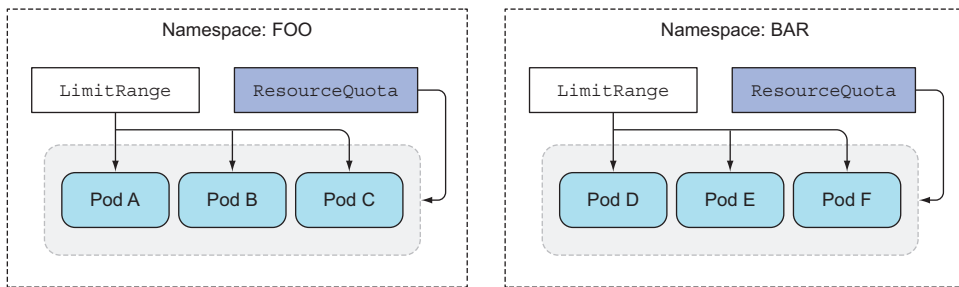 Namespace: FOO
LimitRange
ResourceQuota
Pod A
Pod B
Pod C
Namespace: BAR
LimitRange
ResourceQuota
Pod D
Pod E
Pod F